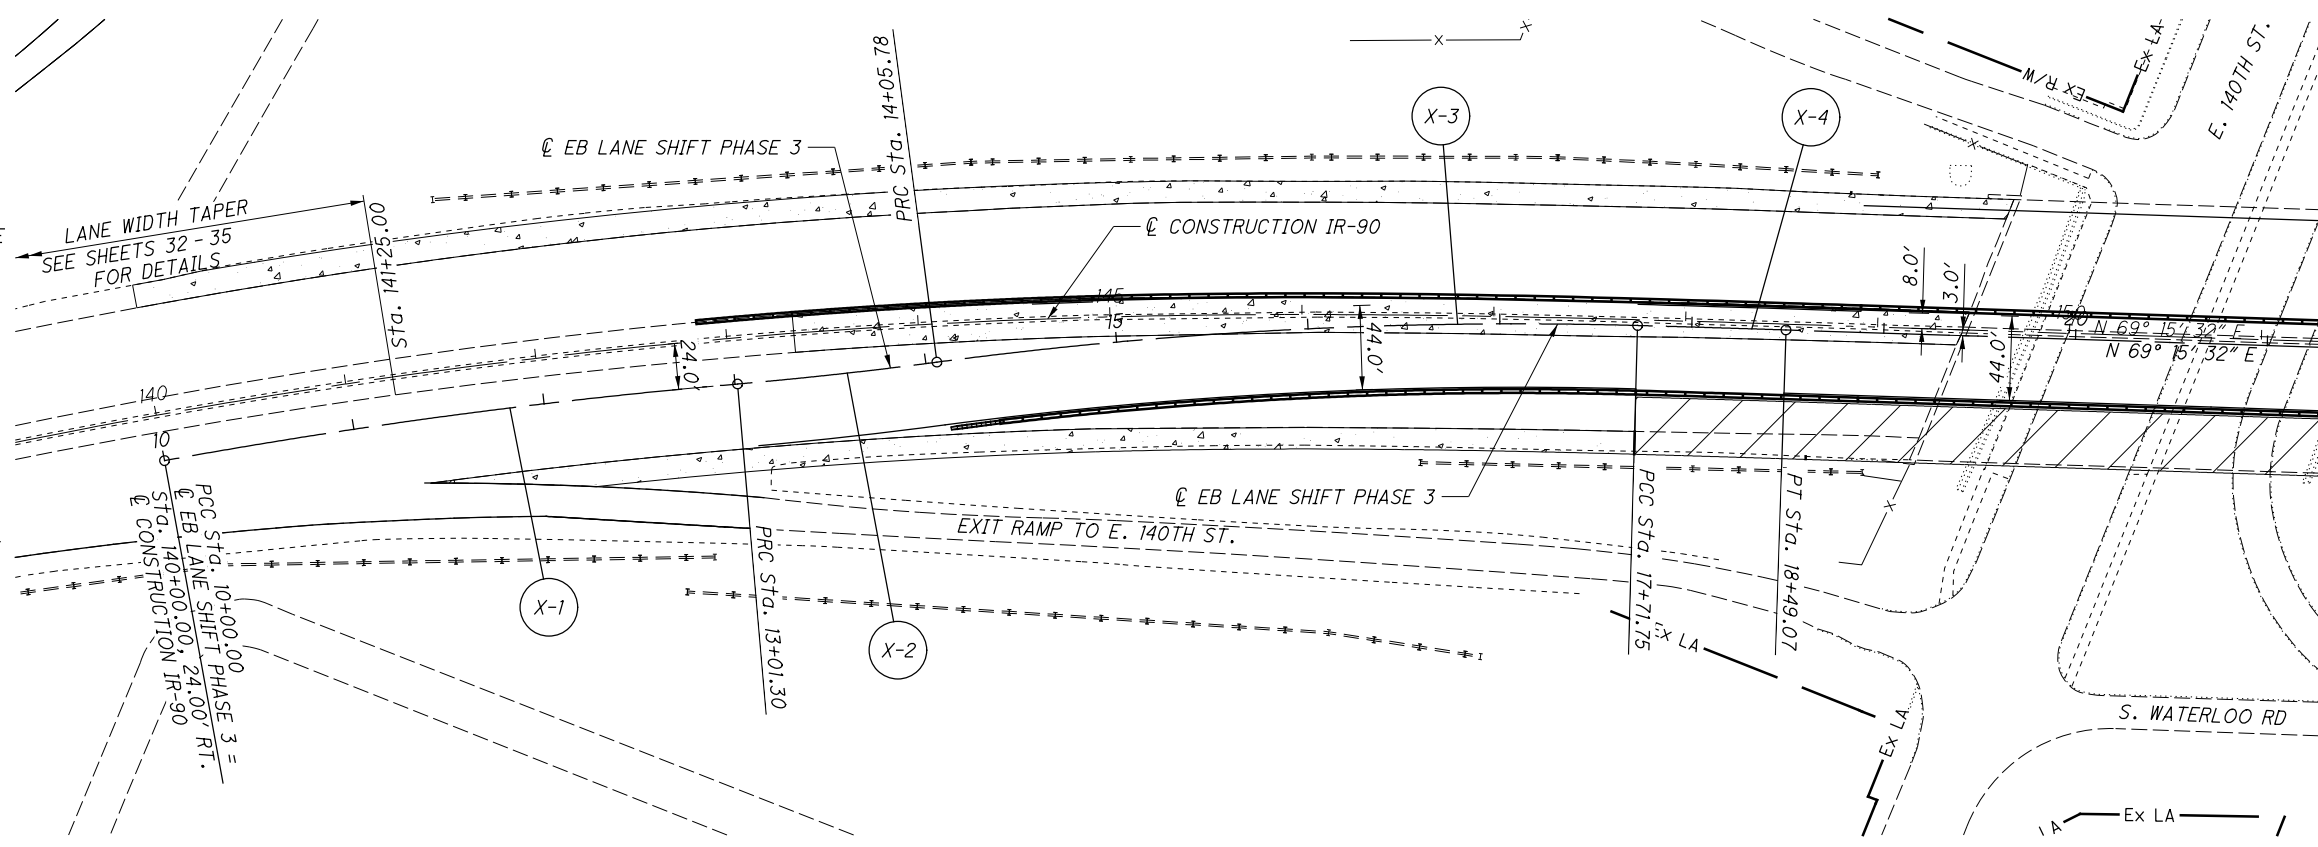 LANE WIDTH TAPER
SEE SHEETS 32 - 35
FOR DETAILS
Sta. 141+25.00
℄ EB LANE SHIFT PHASE 3
PRC Sta. 14+05.78
℄ CONSTRUCTION IR-90
X-3
X-4
X
X
X
Ex R/W
Ex LA
E. 140TH ST.
8.0'
3.0'
145
15
150
20
N 69° 15' 32" E
N 69° 15' 32" E
24.0'
44.0'
44.0'
140
10
PCC Sta. 10+00.00
℄ EB LANE SHIFT PHASE 3 =
Sta. 140+00.00, 24.00' RT.
℄ CONSTRUCTION IR-90
X-1
X-2
PRC Sta. 13+01.30
℄ EB LANE SHIFT PHASE 3
EXIT RAMP TO E. 140TH ST.
PCC Sta. 17+71.75
PT Sta. 18+49.07
X
Ex LA
Ex LA
S. WATERLOO RD
LA
Ex LA